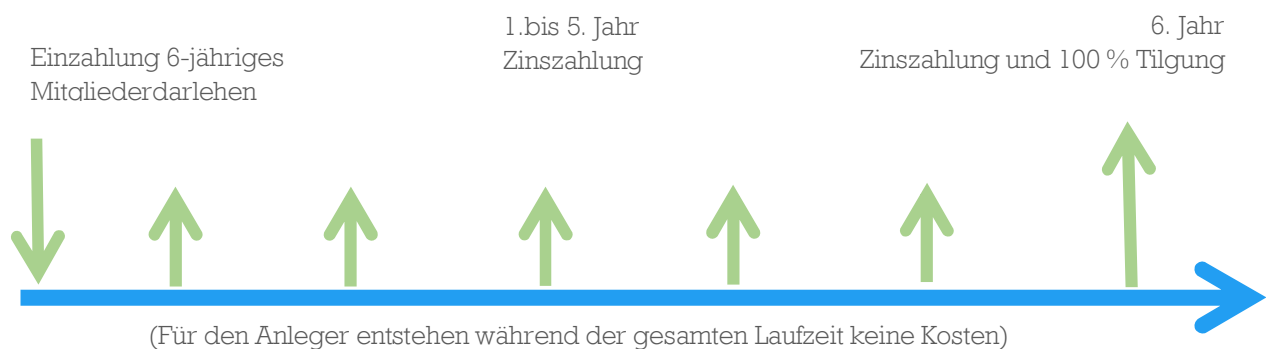 Einzahlung 6-jähriges
Mitgliederdarlehen
1.bis 5. Jahr
Zinszahlung
6. Jahr
Zinszahlung und 100 % Tilgung
(Für den Anleger entstehen während der gesamten Laufzeit keine Kosten)